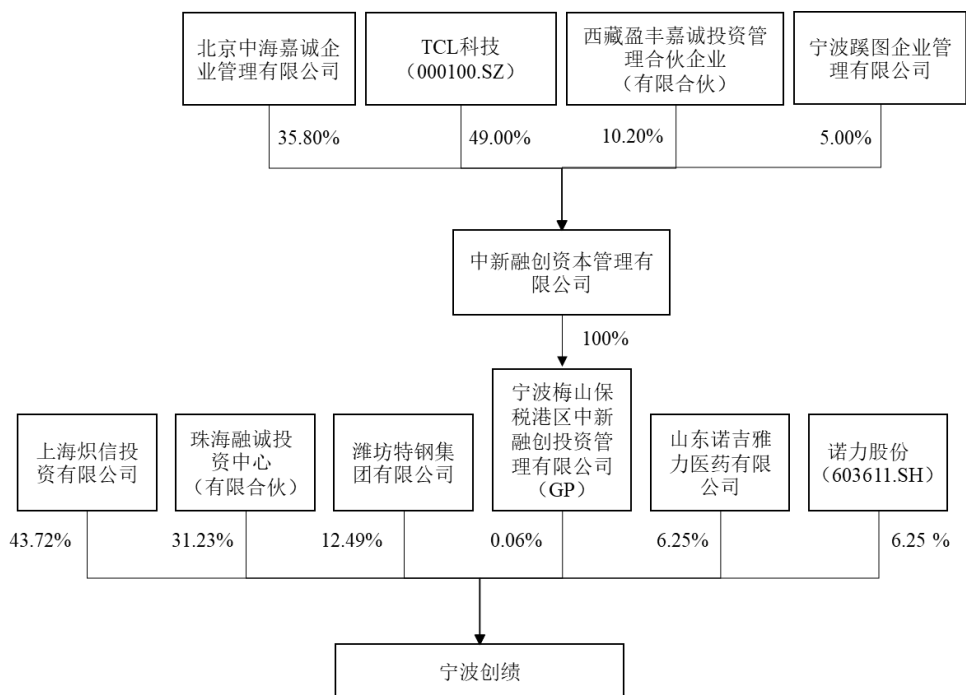 北京中海嘉诚企
业管理有限公司
TCL科技
（000100.SZ）
西藏盈丰嘉诚投资管
理合伙企业
（有限合伙）
宁波蹊图企业管
理有限公司
35.80%
49.00%
10.20%
5.00%
中新融创资本管理有
限公司
100%
上海炽信投
资有限公司
珠海融诚投
资中心
（有限合伙）
潍坊特钢集
团有限公司
宁波梅山保
税港区中新
融创投资管
理有限公司
（GP）
山东诺吉雅
力医药有限
公司
诺力股份
（603611.SH）
43.72%
31.23%
12.49%
0.06%
6.25%
6.25 %
宁波创绩